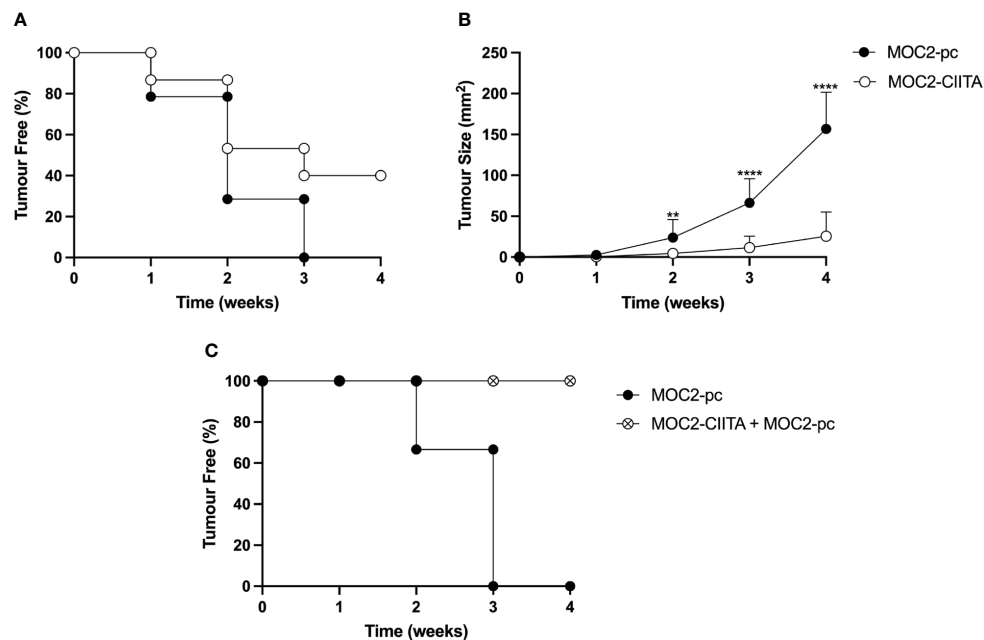 A
Tumour Free (%)
100
80
60
40
20
0
0 1 2 3 4
Time (weeks)
B
Tumour Size (mm²)
250
200
150
100
50
0
**
****
****
0 1 2 3 4
Time (weeks)
MOC2-pc
MOC2-CIITA
C
Tumour Free (%)
100
80
60
40
20
0
0 1 2 3 4
Time (weeks)
MOC2-pc
MOC2-CIITA + MOC2-pc